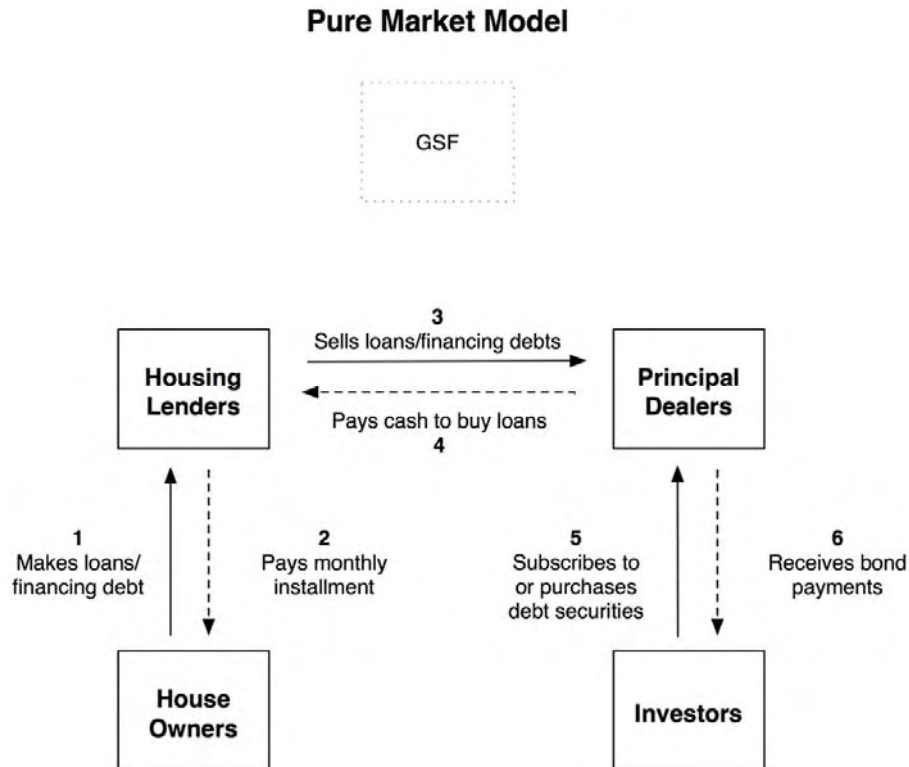 Pure Market Model
GSF
3
Sells loans/financing debts
Housing
Lenders
Principal
Dealers
Pays cash to buy loans
4
1
Makes loans/
financing debt
2
Pays monthly
installment
5
Subscribes to
or purchases
debt securities
6
Receives bond
payments
House
Owners
Investors